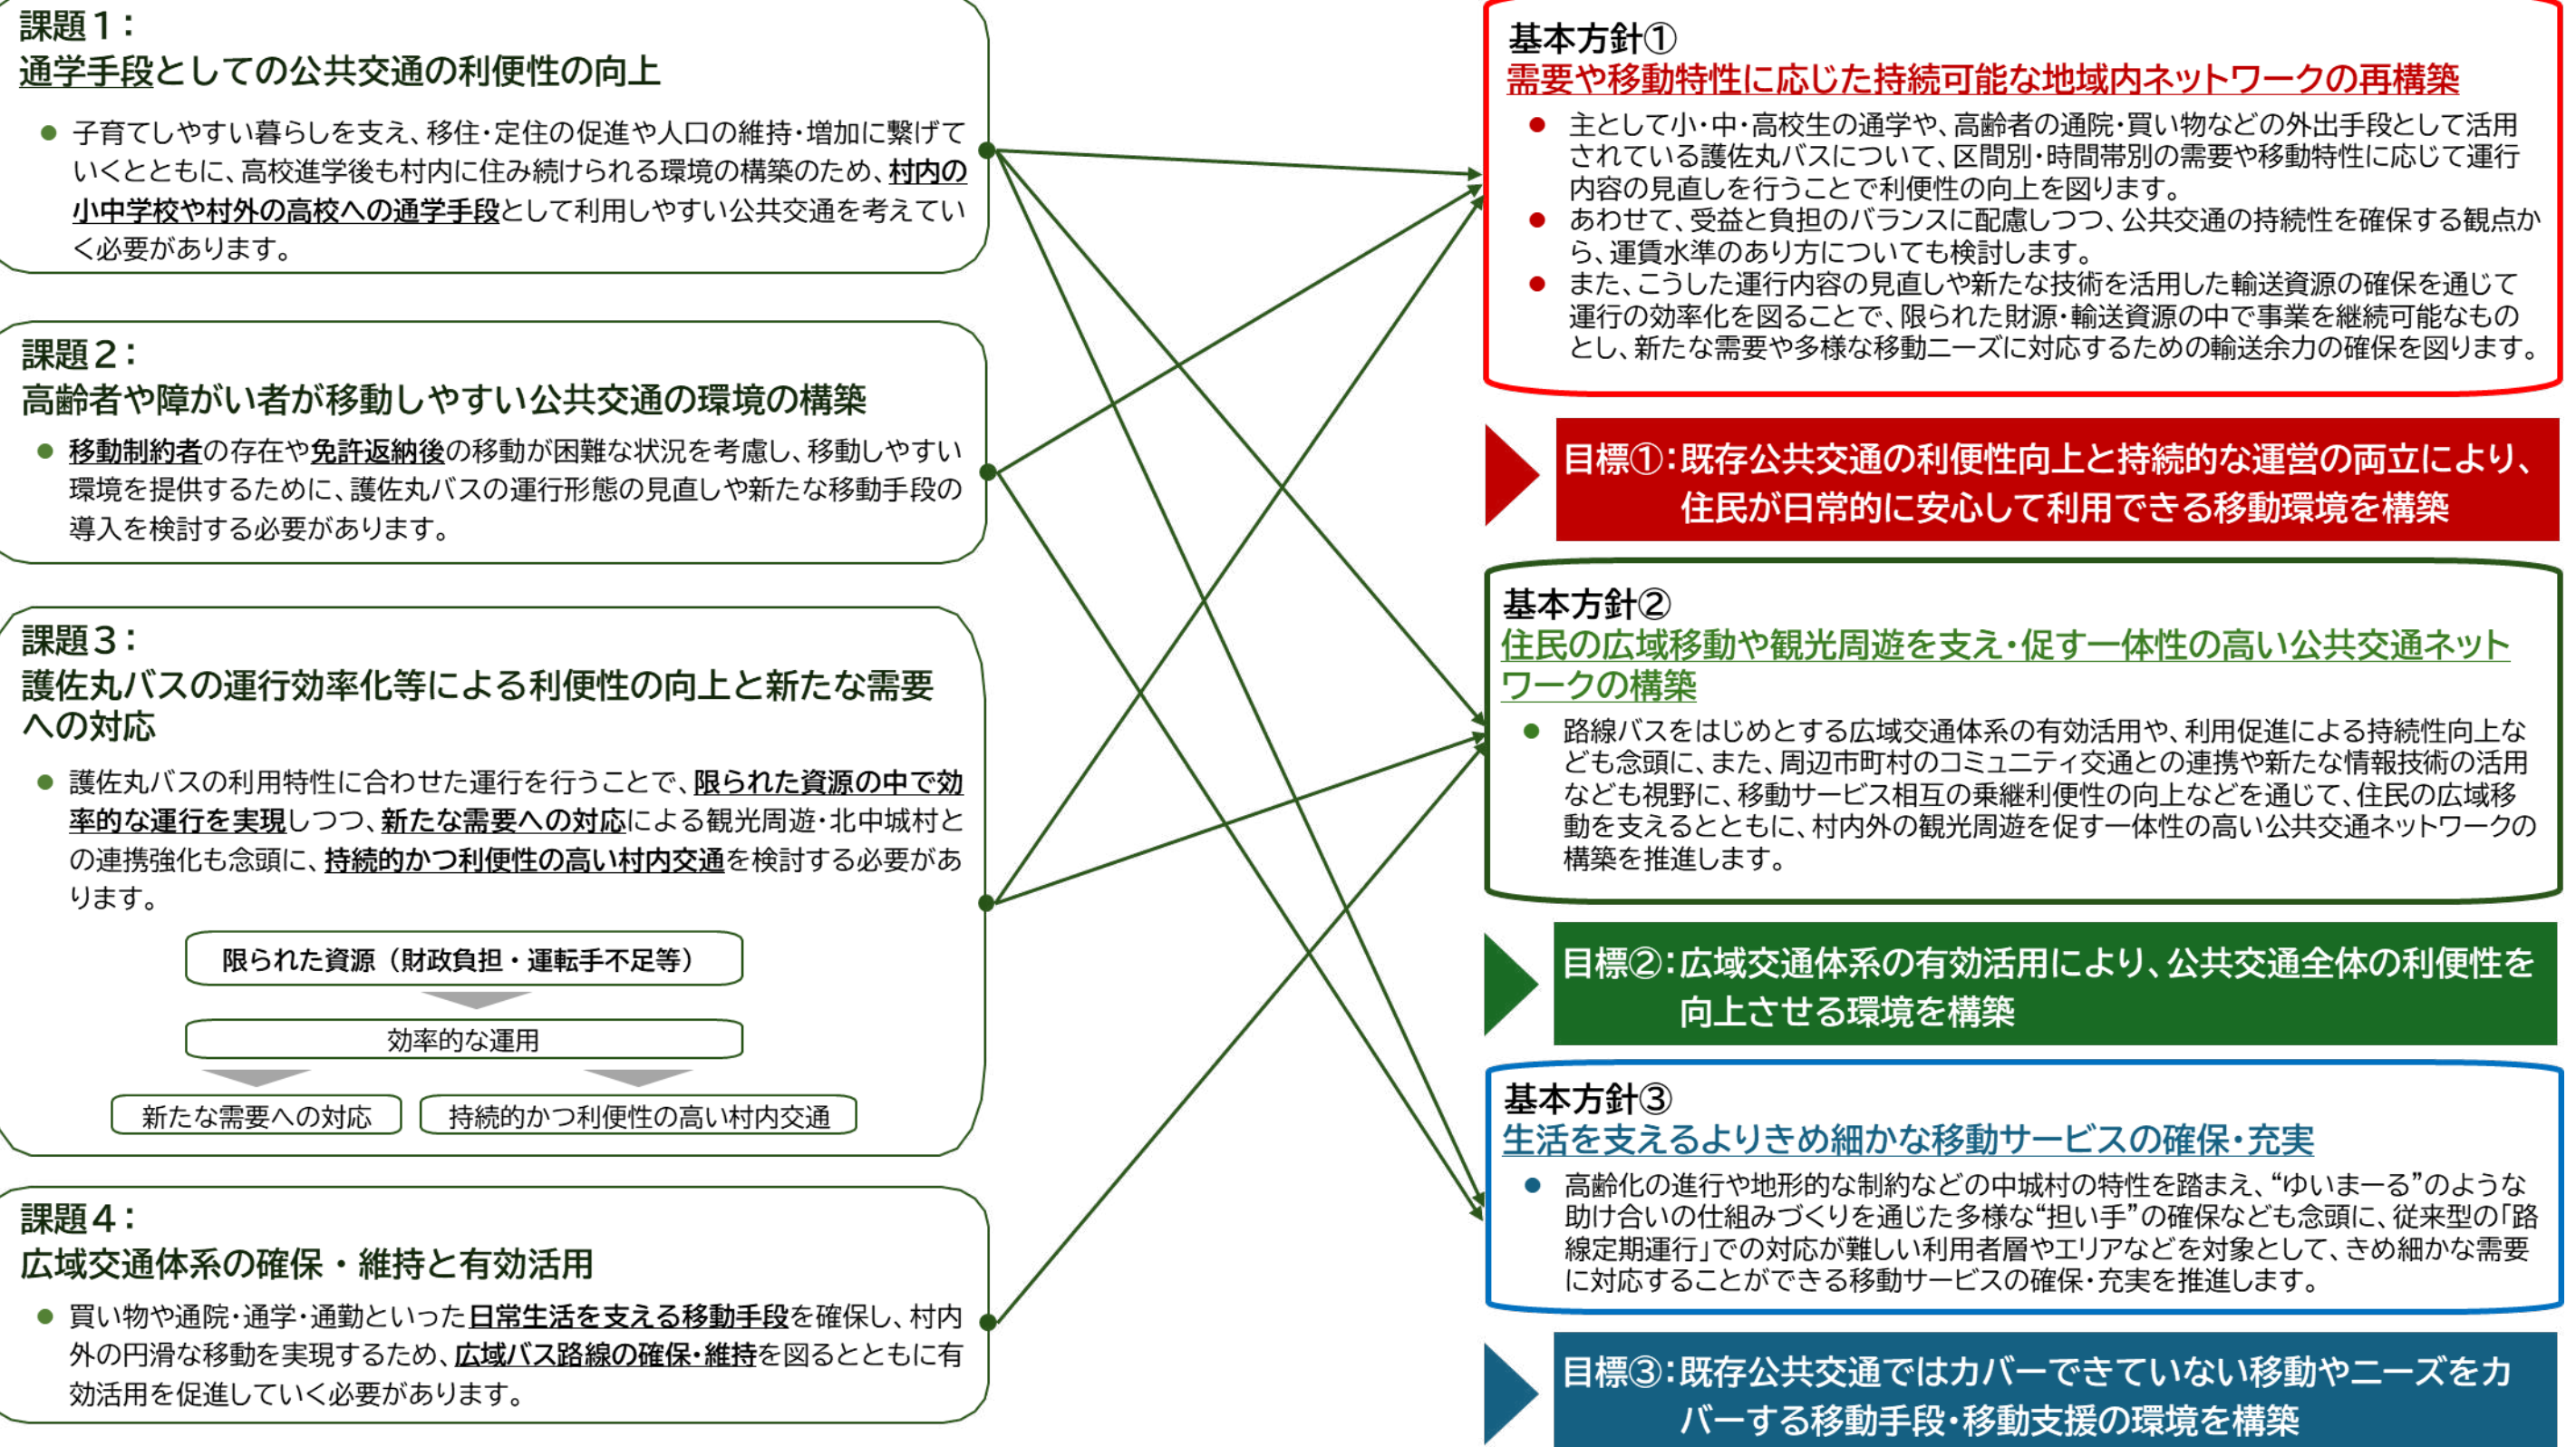 課題１：
通学手段としての公共交通の利便性の向上
● 子育てしやすい暮らしを支え、移住・定住の促進や人口の維持・増加に繋げて
いくとともに、高校進学後も村内に住み続けられる環境の構築のため、村内の
小中学校や村外の高校への通学手段として利用しやすい公共交通を考えてい
く必要があります。
課題２：
高齢者や障がい者が移動しやすい公共交通の環境の構築
● 移動制約者の存在や免許返納後の移動が困難な状況を考慮し、移動しやすい
環境を提供するために、護佐丸バスの運行形態の見直しや新たな移動手段の
導入を検討する必要があります。
課題３：
護佐丸バスの運行効率化等による利便性の向上と新たな需要
への対応
● 護佐丸バスの利用特性に合わせた運行を行うことで、限られた資源の中で効
率的な運行を実現しつつ、新たな需要への対応による観光周遊・北中城村と
の連携強化も念頭に、持続的かつ利便性の高い村内交通を検討する必要があ
ります。
限られた資源（財政負担・運転手不足等）
効率的な運用
新たな需要への対応
持続的かつ利便性の高い村内交通
課題４：
広域交通体系の確保・維持と有効活用
● 買い物や通院・通学・通勤といった日常生活を支える移動手段を確保し、村内
外の円滑な移動を実現するため、広域バス路線の確保・維持を図るとともに有
効活用を促進していく必要があります。
基本方針①
需要や移動特性に応じた持続可能な地域内ネットワークの再構築
● 主として小・中・高校生の通学や、高齢者の通院・買い物などの外出手段として活用
されている護佐丸バスについて、区間別・時間帯別の需要や移動特性に応じて運行
内容の見直しを行うことで利便性の向上を図ります。
● あわせて、受益と負担のバランスに配慮しつつ、公共交通の持続性を確保する観点か
ら、運賃水準のあり方についても検討します。
● また、こうした運行内容の見直しや新たな技術を活用した輸送資源の確保を通じて
運行の効率化を図ることで、限られた財源・輸送資源の中で事業を継続可能なもの
とし、新たな需要や多様な移動ニーズに対応するための輸送余力の確保を図ります。
目標①：既存公共交通の利便性向上と持続的な運営の両立により、
住民が日常的に安心して利用できる移動環境を構築
基本方針②
住民の広域移動や観光周遊を支え・促す一体性の高い公共交通ネット
ワークの構築
● 路線バスをはじめとする広域交通体系の有効活用や、利用促進による持続性向上な
ども念頭に、また、周辺市町村のコミュニティ交通との連携や新たな情報技術の活用
なども視野に、移動サービス相互の乗継利便性の向上などを通じて、住民の広域移
動を支えるとともに、村内外の観光周遊を促す一体性の高い公共交通ネットワークの
構築を推進します。
目標②：広域交通体系の有効活用により、公共交通全体の利便性を
向上させる環境を構築
基本方針③
生活を支えるよりきめ細かな移動サービスの確保・充実
● 高齢化の進行や地形的な制約などの中城村の特性を踏まえ、“ゆいまーる”のような
助け合いの仕組みづくりを通じた多様な“担い手”の確保なども念頭に、従来型の「路
線定期運行」での対応が難しい利用者層やエリアなどを対象として、きめ細かな需要
に対応することができる移動サービスの確保・充実を推進します。
目標③：既存公共交通ではカバーできていない移動やニーズをカ
バーする移動手段・移動支援の環境を構築